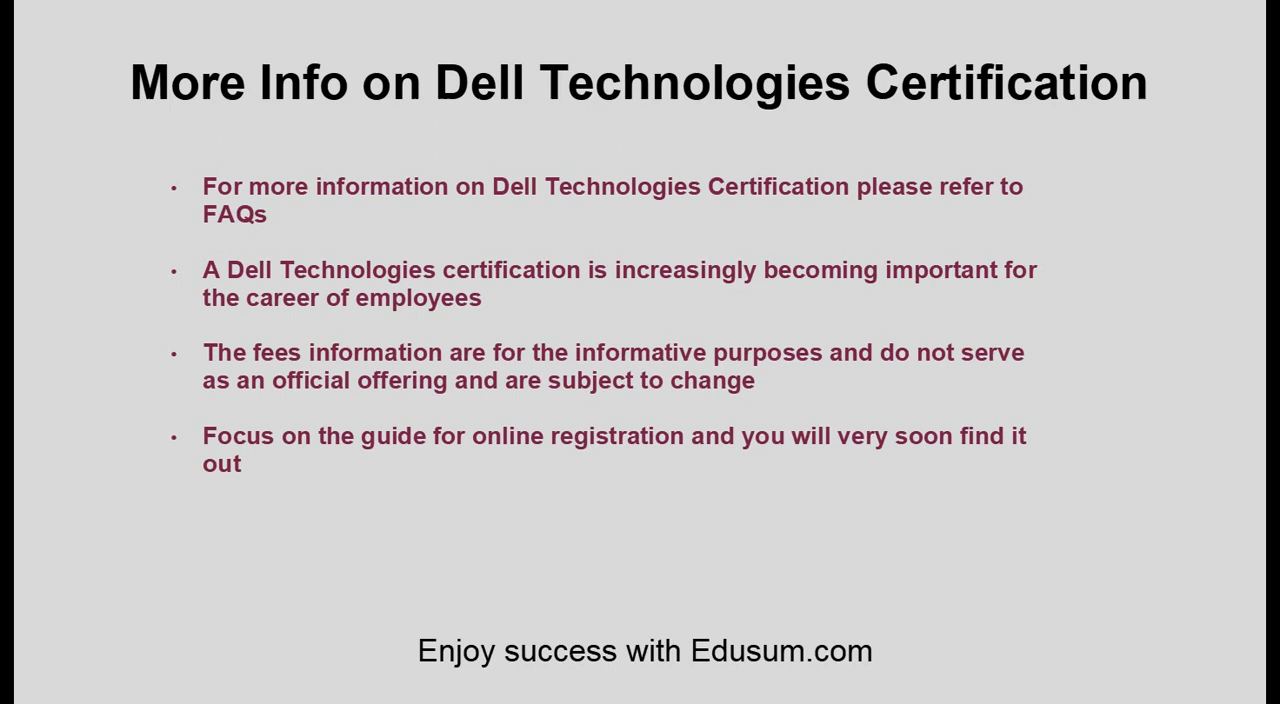 More Info on Dell Technologies Certification
• For more information on Dell Technologies Certification please refer to
FAQs
• A Dell Technologies certification is increasingly becoming important for
the career of employees
• The fees information are for the informative purposes and do not serve
as an official offering and are subject to change
• Focus on the guide for online registration and you will very soon find it
out
Enjoy success with Edusum.com